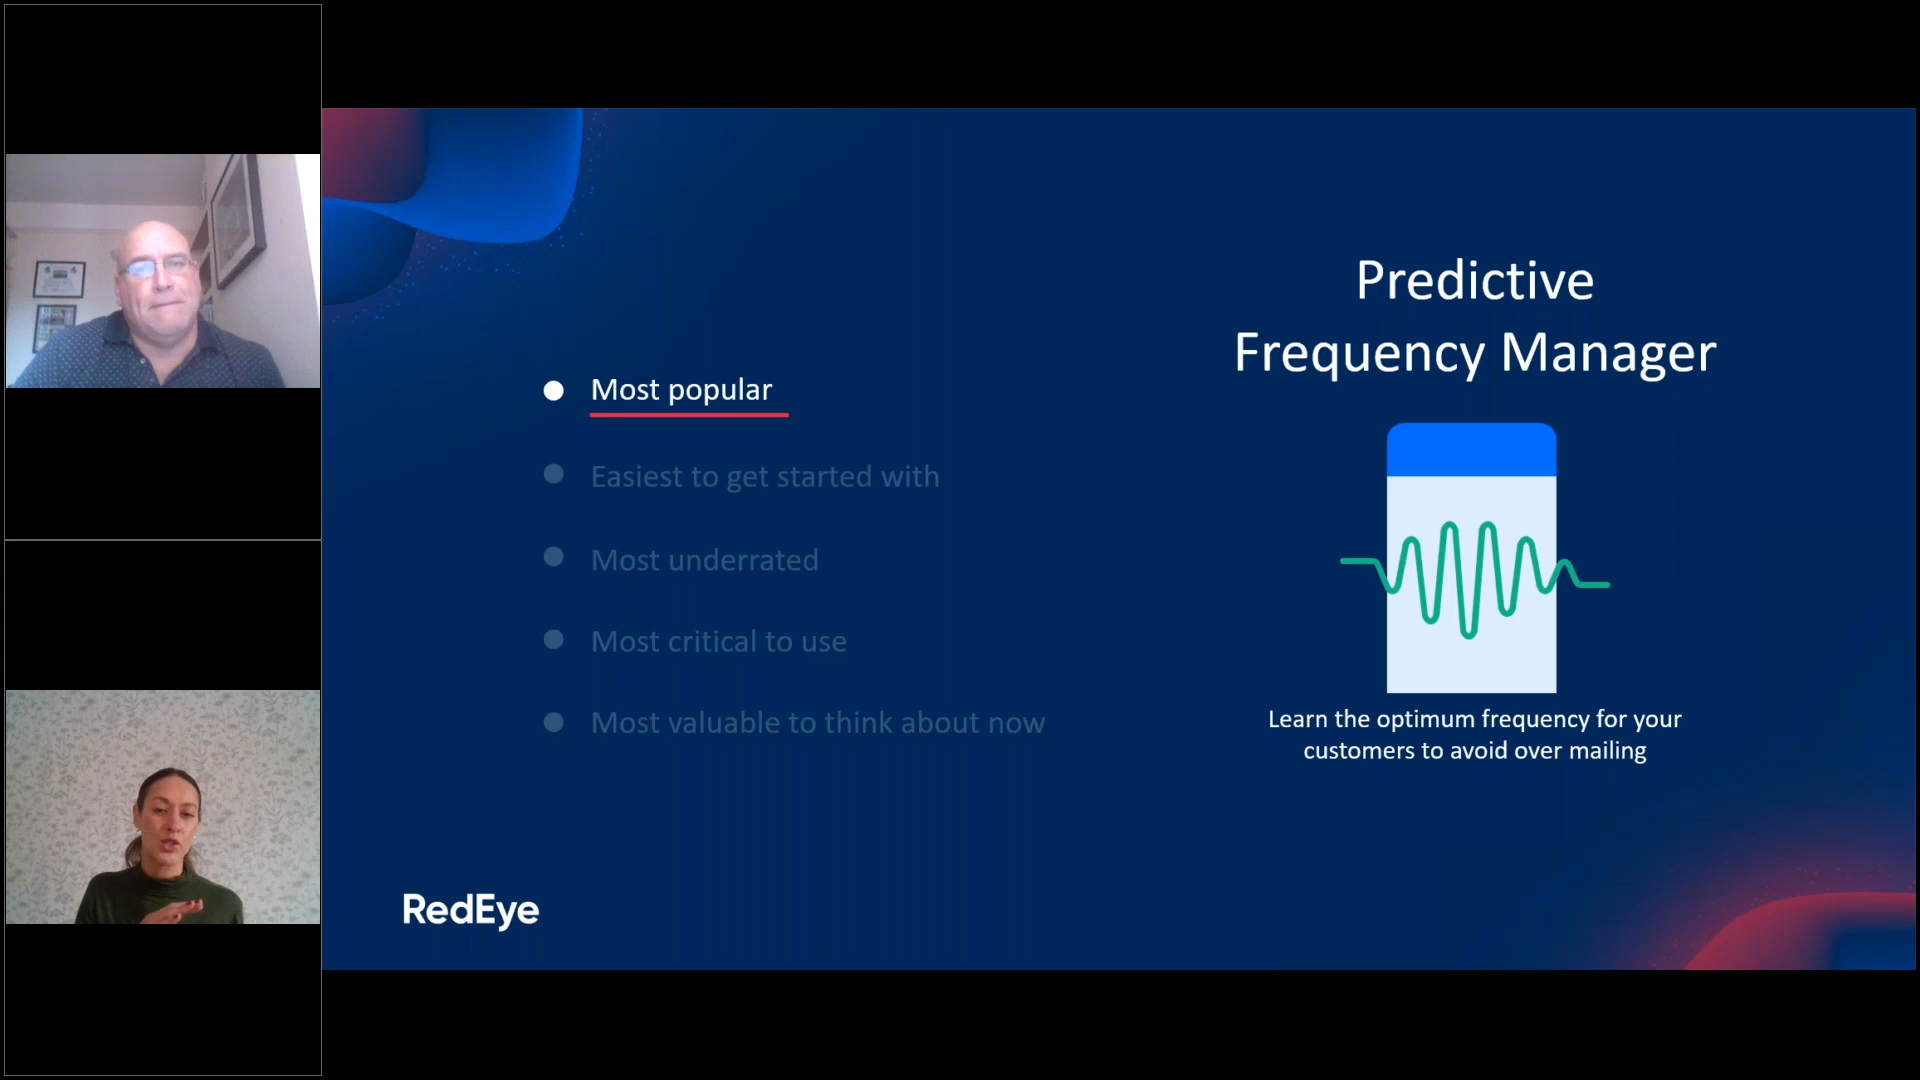 Predictive
Frequency Manager
Most popular
Easiest to get started with
Most underrated
Most critical to use
Most valuable to think about now
Learn the optimum frequency for your
customers to avoid over mailing
RedEye